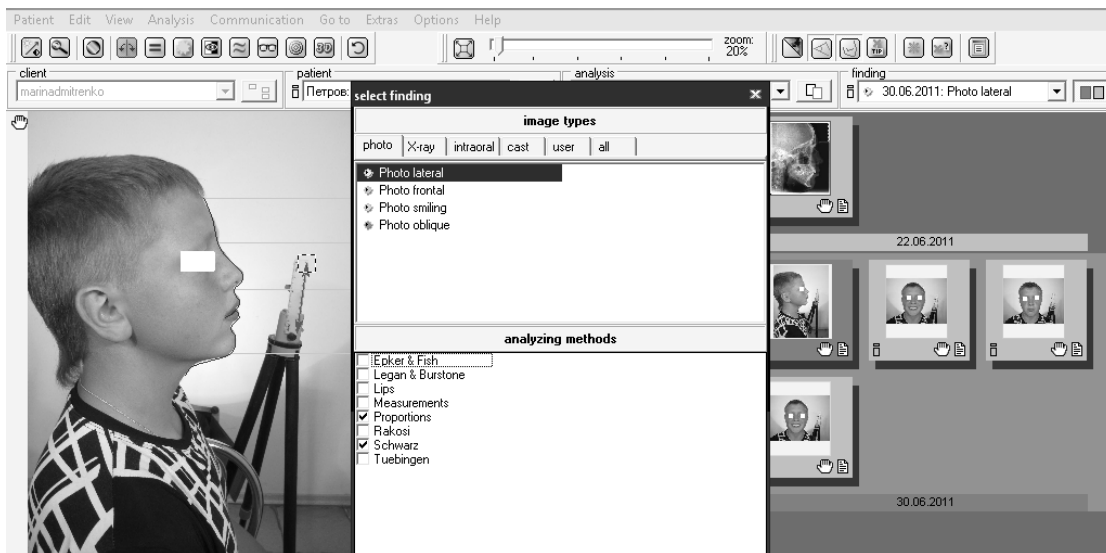 Patient Edit View Analysis Communication Go to Extras Options Help
3D
zoom:
20%
TIP
?
client
patient
analysis
finding
marinadmitrenko
Петров:
30.06.2011: Photo lateral
select finding
image types
photo X-ray intraoral cast user all
Photo lateral
Photo frontal
Photo smiling
Photo oblique
analyzing methods
Epker & Fish
Legan & Burstone
Lips
Measurements
Proportions
Rakosi
Schwarz
Tuebingen
22.06.2011
30.06.2011